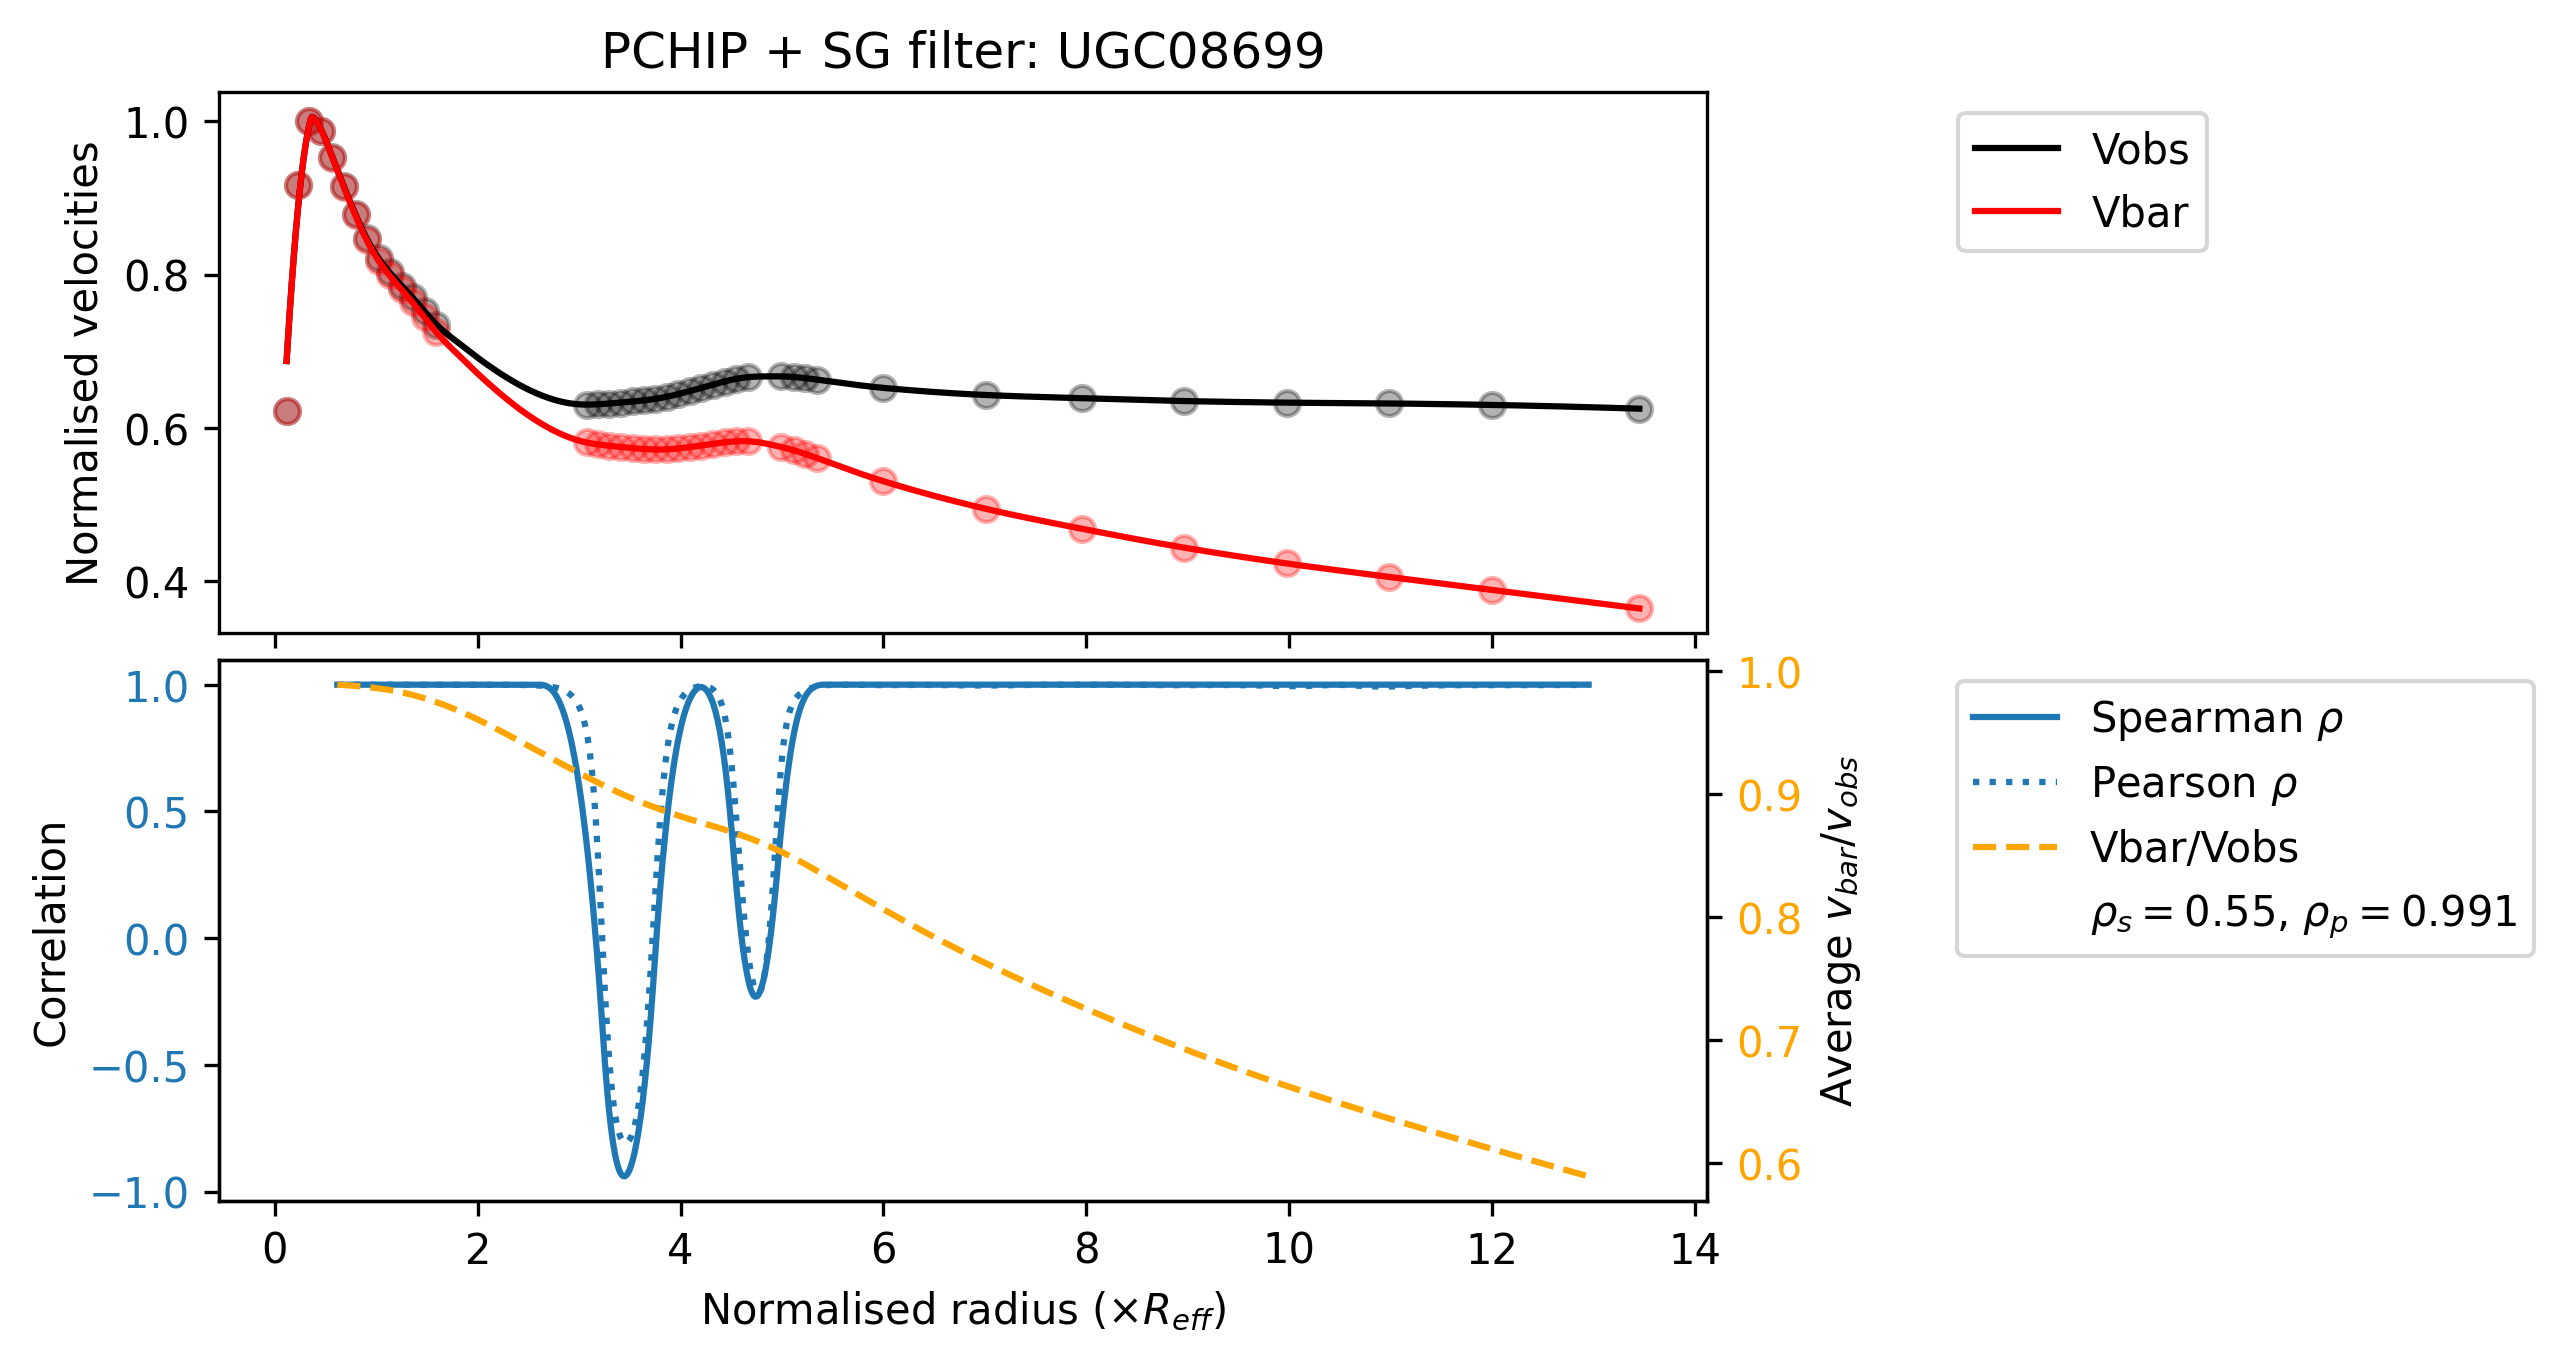 PCHIP + SG filter: UGC08699
Normalised velocities
1.0
0.8
0.6
0.4
Vobs
Vbar
Correlation
1.0
0.5
0.0
−0.5
−1.0
1.0
0.9
0.8
0.7
0.6
Average v_bar/v_obs
Spearman ρ
Pearson ρ
Vbar/Vobs
ρ_s = 0.55, ρ_p = 0.991
0 2 4 6 8 10 12 14
Normalised radius (×R_eff)